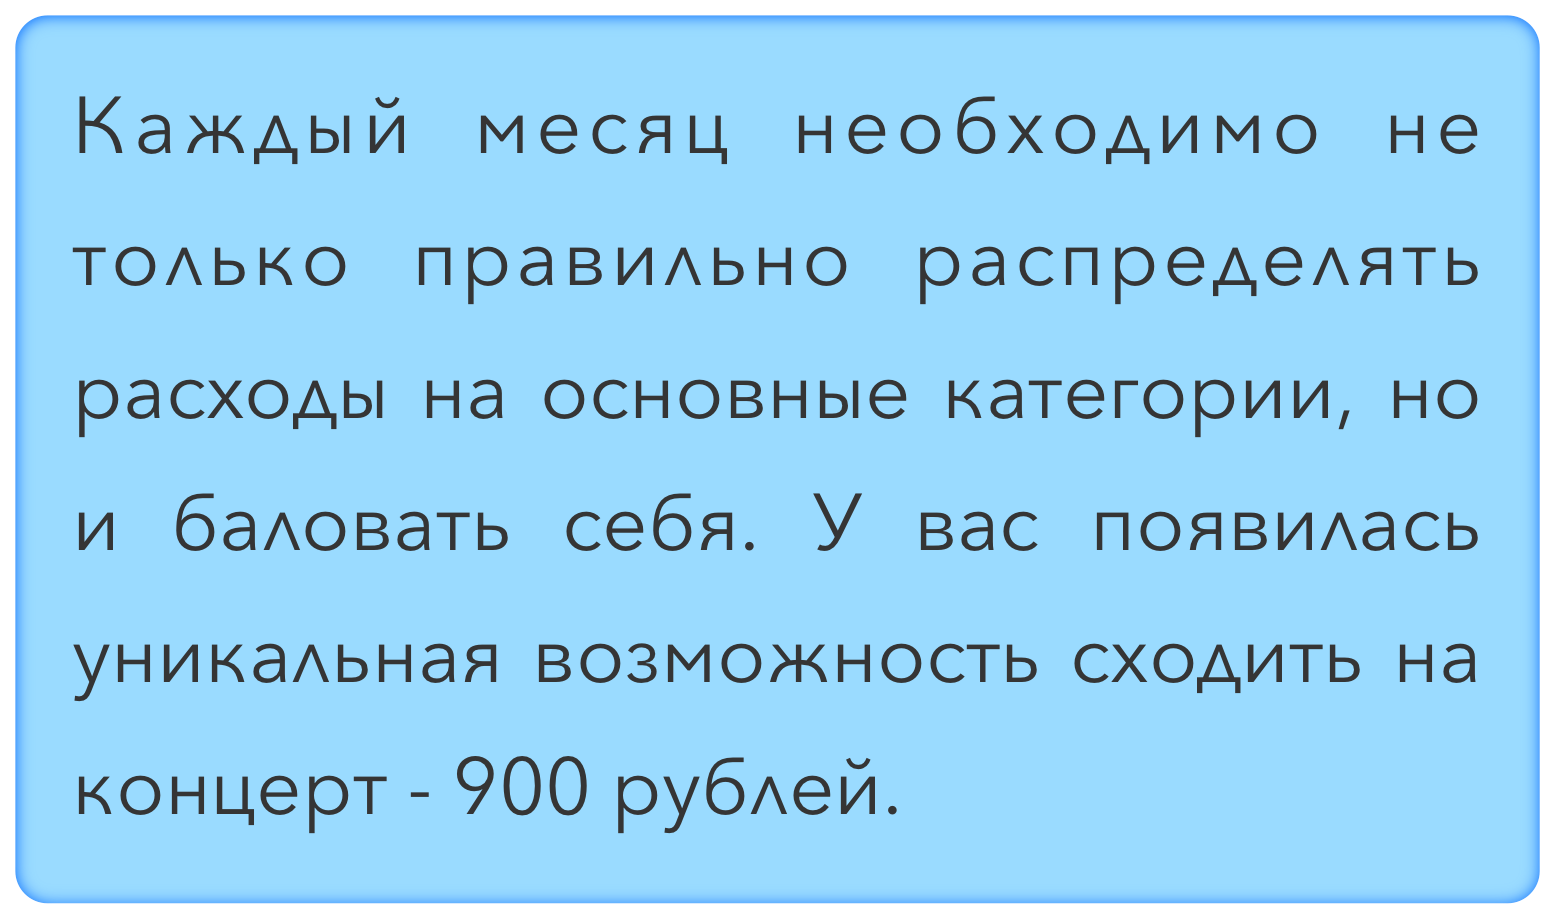 Каждый месяц необходимо не
только правильно распределять
расходы на основные категории, но
и баловать себя. У вас появилась
уникальная возможность сходить на
концерт - 900 рублей.